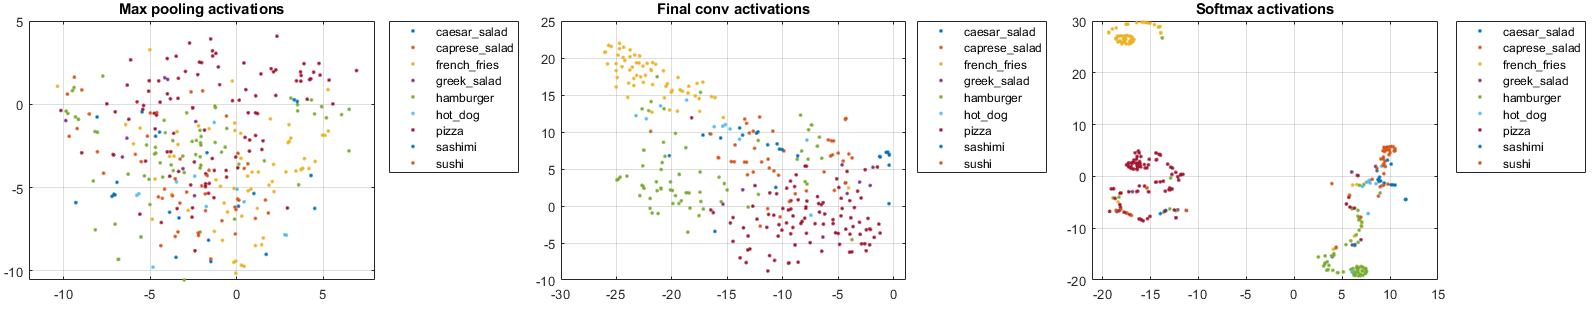 Max pooling activations
5
0
-5
-10
-10
-5
0
5
caesar_salad
caprese_salad
french_fries
greek_salad
hamburger
hot_dog
pizza
sashimi
sushi
Final conv activations
25
20
15
10
5
0
-5
-10
-30
-25
-20
-15
-10
-5
0
caesar_salad
caprese_salad
french_fries
greek_salad
hamburger
hot_dog
pizza
sashimi
sushi
Softmax activations
30
20
10
0
-10
-20
-20
-15
-10
-5
0
5
10
15
caesar_salad
caprese_salad
french_fries
greek_salad
hamburger
hot_dog
pizza
sashimi
sushi